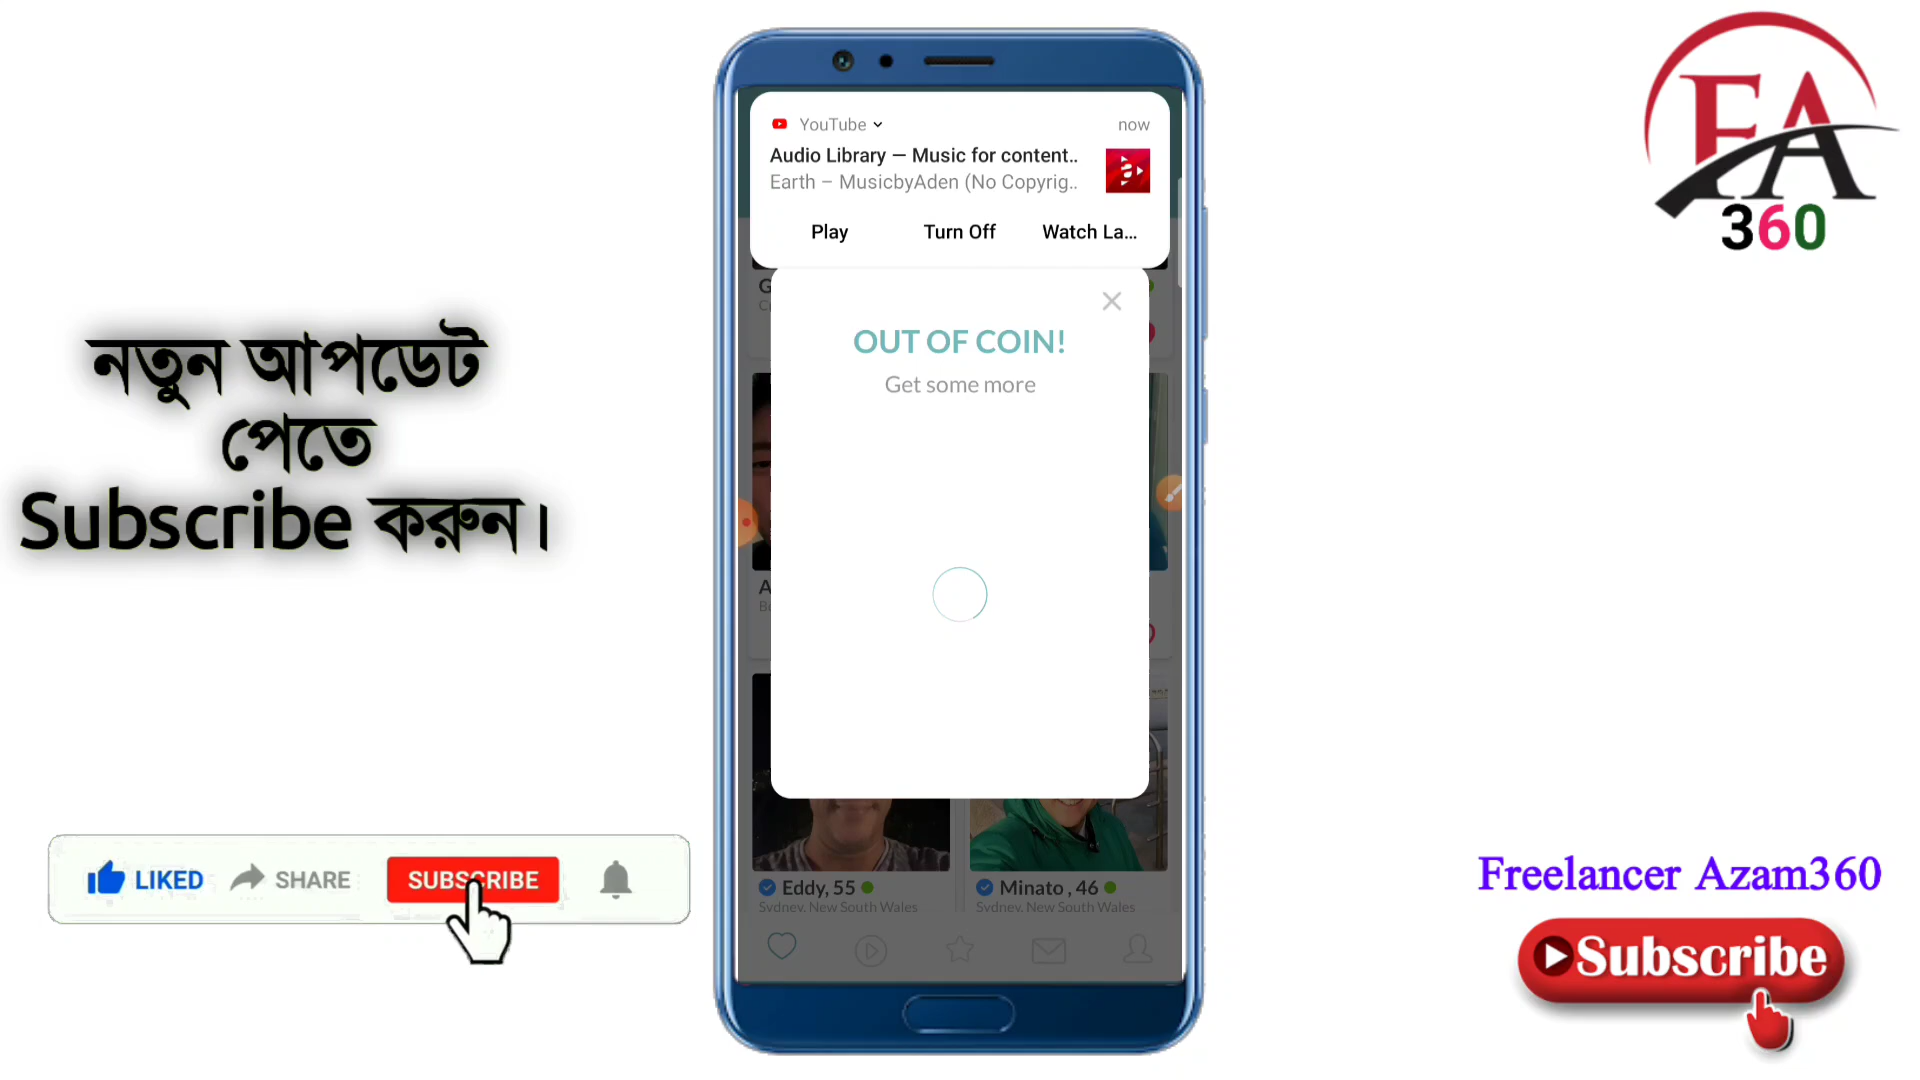 YouTube
now
Audio Library — Music for content..
Earth – MusicbyAden (No Copyrig..
Play
Turn Off
Watch La...
OUT OF COIN!
Get some more
Eddy, 55
Sydney, New South Wales
Minato , 46
Sydney, New South Wales
নতুন আপডেট
পেতে
Subscribe করুন।
LIKED
SHARE
SUBSCRIBE
FA
360
Freelancer Azam360
Subscribe